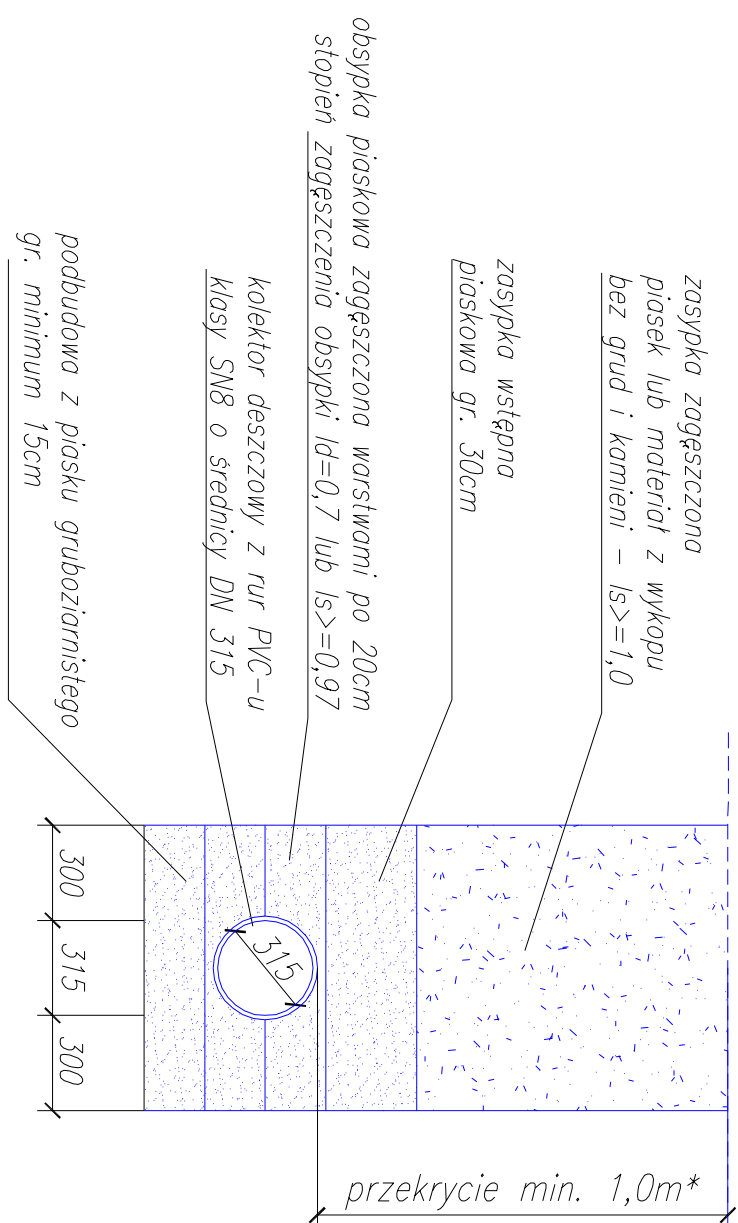 zasypka zagęszczona
piasek lub materiał z wykopu
bez grud i kamieni - Is>=1,0
zasypka wstępna
piaskowa gr. 30cm
obsypka piaskowa zagęszczona warstwami po 20cm
stopień zagęszczenia obsypki Id=0,7 lub Is>=0,97
kolektor deszczowy z rur PVC-u
klasy SN8 o średnicy DN 315
podbudowa z piasku gruboziarnistego
gr. minimum 15cm
315
300
315
300
przekrycie min. 1,0m*